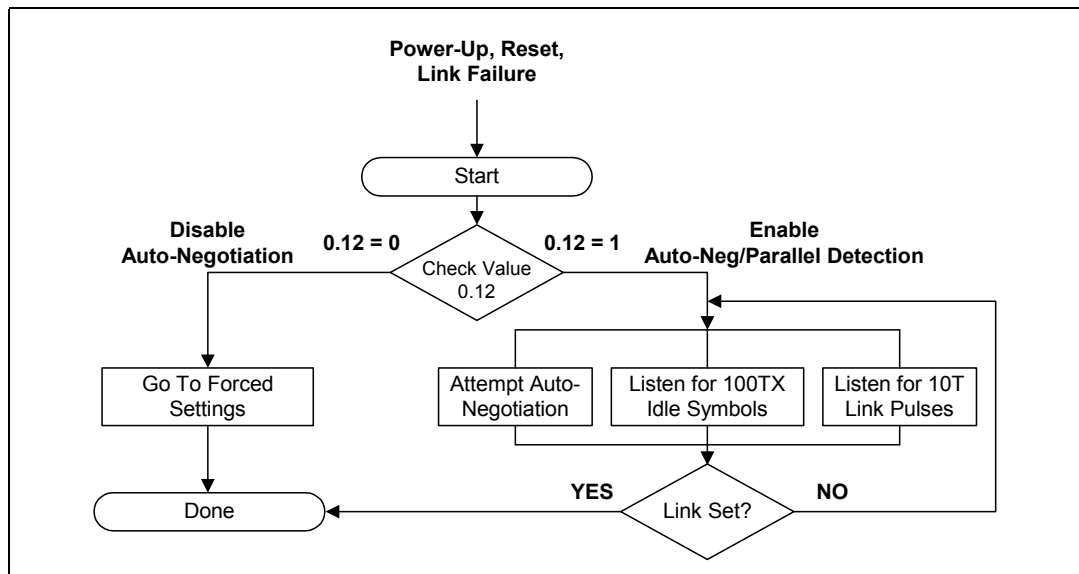 Power-Up, Reset,
Link Failure
Start
Disable
Auto-Negotiation
0.12 = 0
0.12 = 1
Enable
Auto-Neg/Parallel Detection
Check Value
0.12
Go To Forced
Settings
Attempt Auto-
Negotiation
Listen for 100TX
Idle Symbols
Listen for 10T
Link Pulses
Done
YES
Link Set?
NO